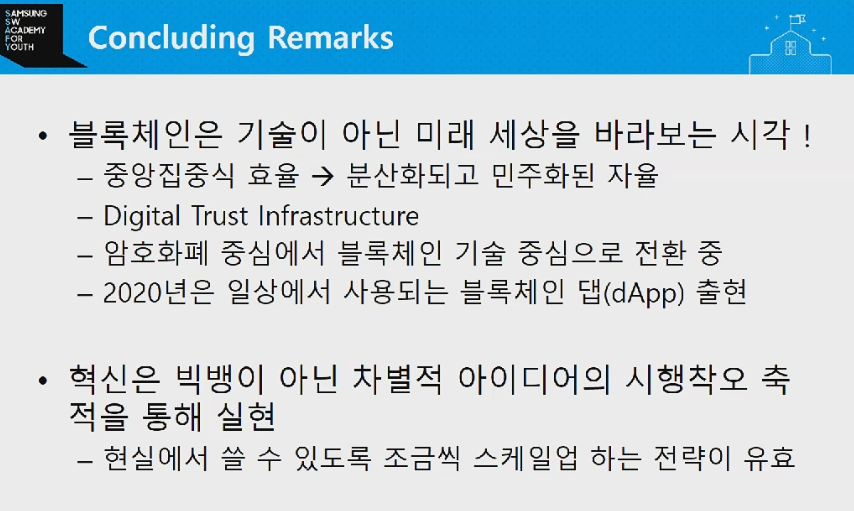 SAMSUNG
SW
ACADEMY
FOR
YOUTH
Concluding Remarks
• 블록체인은 기술이 아닌 미래 세상을 바라보는 시각 !
– 중앙집중식 효율 → 분산화되고 민주화된 자율
– Digital Trust Infrastructure
– 암호화폐 중심에서 블록체인 기술 중심으로 전환 중
– 2020년은 일상에서 사용되는 블록체인 댑(dApp) 출현
• 혁신은 빅뱅이 아닌 차별적 아이디어의 시행착오 축
적을 통해 실현
– 현실에서 쓸 수 있도록 조금씩 스케일업 하는 전략이 유효